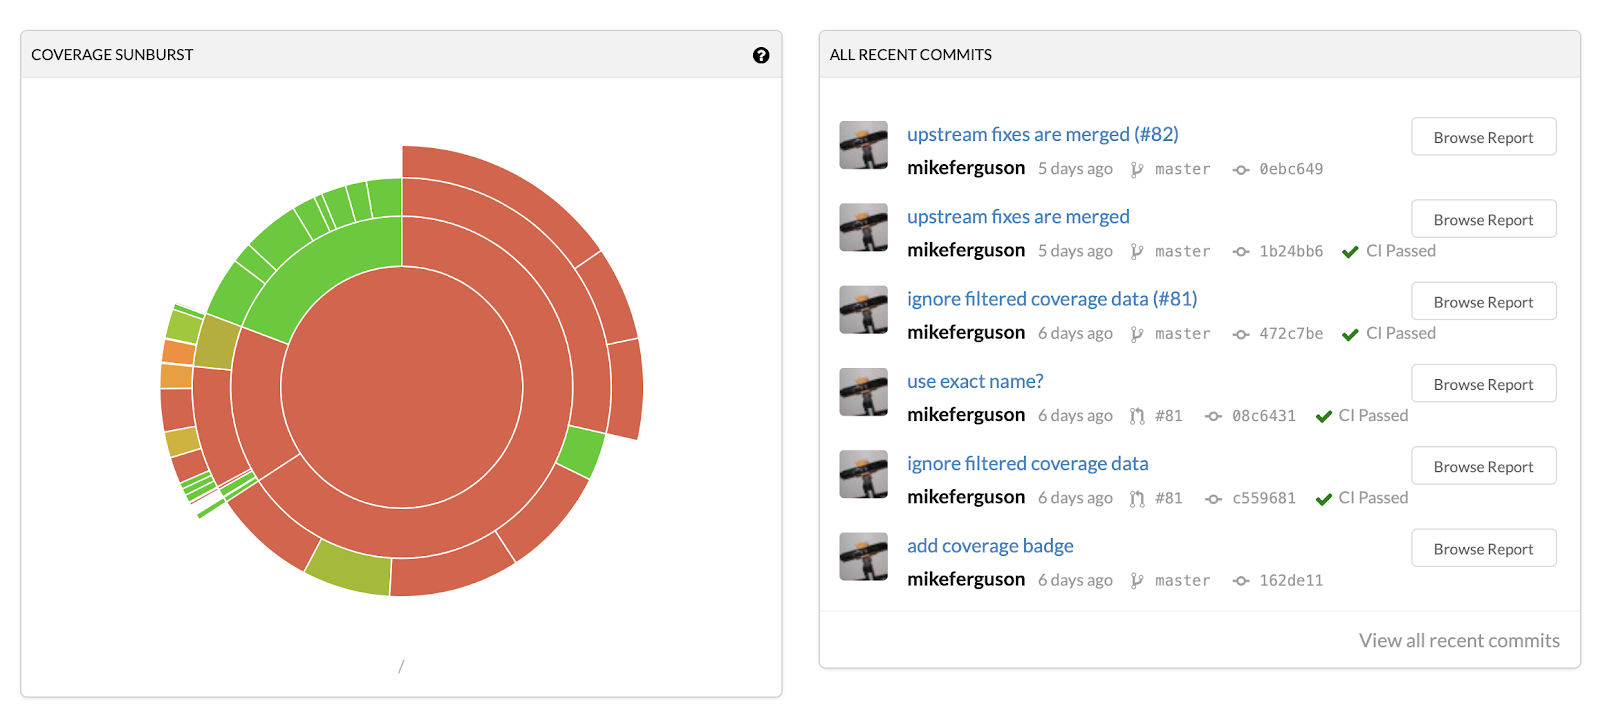 COVERAGE SUNBURST
?
/
ALL RECENT COMMITS
upstream fixes are merged (#82)
Browse Report
mikeferguson 5 days ago master 0ebc649
upstream fixes are merged
Browse Report
mikeferguson 5 days ago master 1b24bb6 CI Passed
ignore filtered coverage data (#81)
Browse Report
mikeferguson 6 days ago master 472c7be CI Passed
use exact name?
Browse Report
mikeferguson 6 days ago #81 08c6431 CI Passed
ignore filtered coverage data
Browse Report
mikeferguson 6 days ago #81 c559681 CI Passed
add coverage badge
Browse Report
mikeferguson 6 days ago master 162de11
View all recent commits